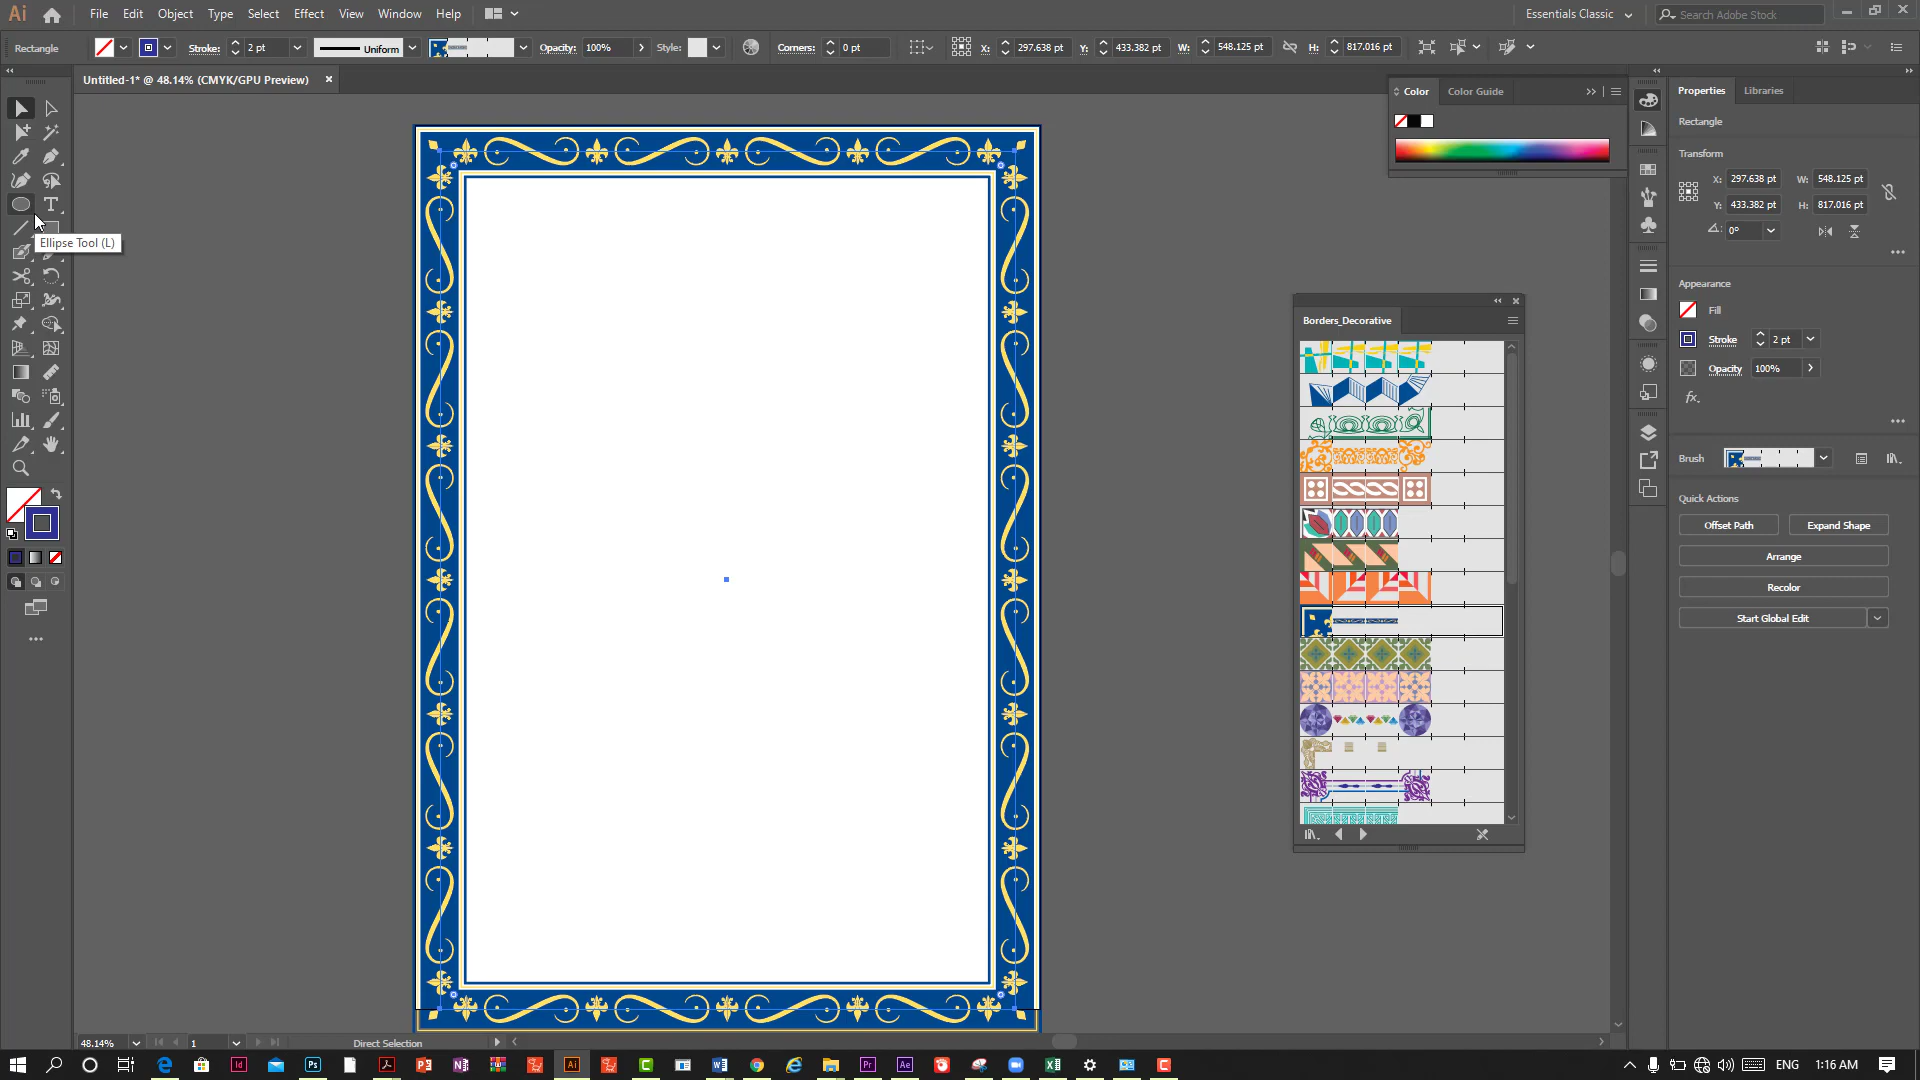 Ai File Edit Object Type Select Effect View Window Help Essentials Classic Search Adobe Stock
Rectangle Stroke: 2 pt Uniform Opacity: 100% Style: Corners: 0 pt X: 297.638 pt Y: 433.382 pt W: 548.125 pt H: 817.016 pt
Untitled-1* @ 48.14% (CMYK/GPU Preview)
Color Color Guide
Properties Libraries
Rectangle
Transform
X: 297.638 pt W: 548.125 pt
Y: 433.382 pt H: 817.016 pt
0°
Ellipse Tool (L)
Appearance
Fill
Stroke 2 pt
Opacity 100%
fx.
Borders_Decorative
Brush
Quick Actions
Offset Path Expand Shape
Arrange
Recolor
Start Global Edit
48.14% 1 Direct Selection
ENG 1:16 AM